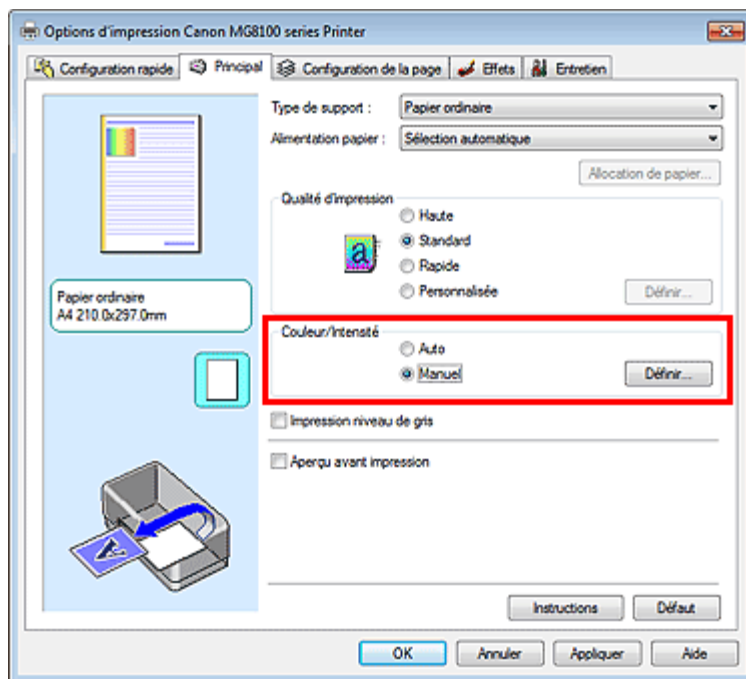 Options d'impression Canon MG8100 series Printer
Configuration rapide Principal Configuration de la page Effets Entretien
Type de support : Papier ordinaire
Alimentation papier : Sélection automatique
Allocation de papier...
Qualité d'impression
Haute
a Standard
Rapide
Personnalisée Définir...
Papier ordinaire
A4 210.0x297.0mm
Couleur/Intensité
Auto
Manuel Définir...
Impression niveau de gris
Aperçu avant impression
A
Instructions Défaut
OK Annuler Appliquer Aide